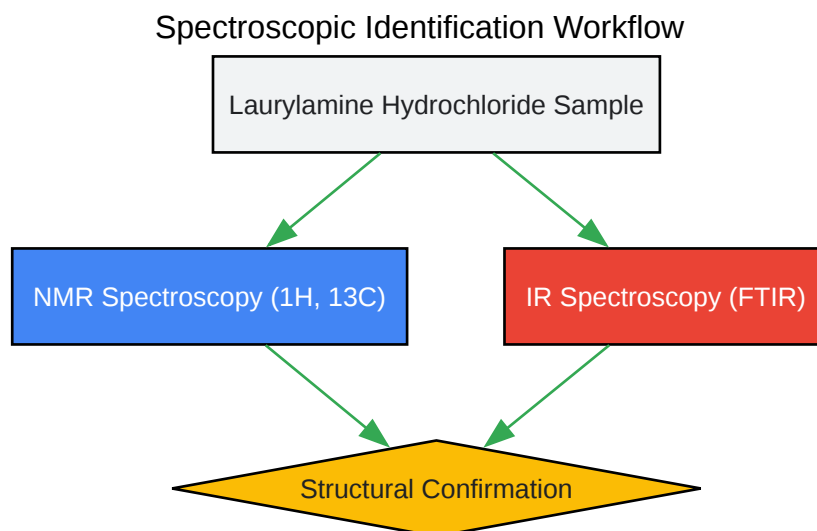 Spectroscopic Identification Workflow
Laurylamine Hydrochloride Sample
NMR Spectroscopy (1H, 13C)
IR Spectroscopy (FTIR)
Structural Confirmation